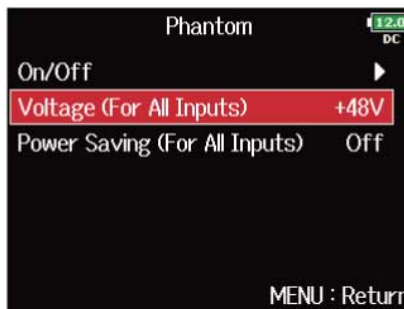 Phantom
12.0
DC
On/Off
Voltage (For All Inputs) +48V
Power Saving (For All Inputs) Off
MENU : Return